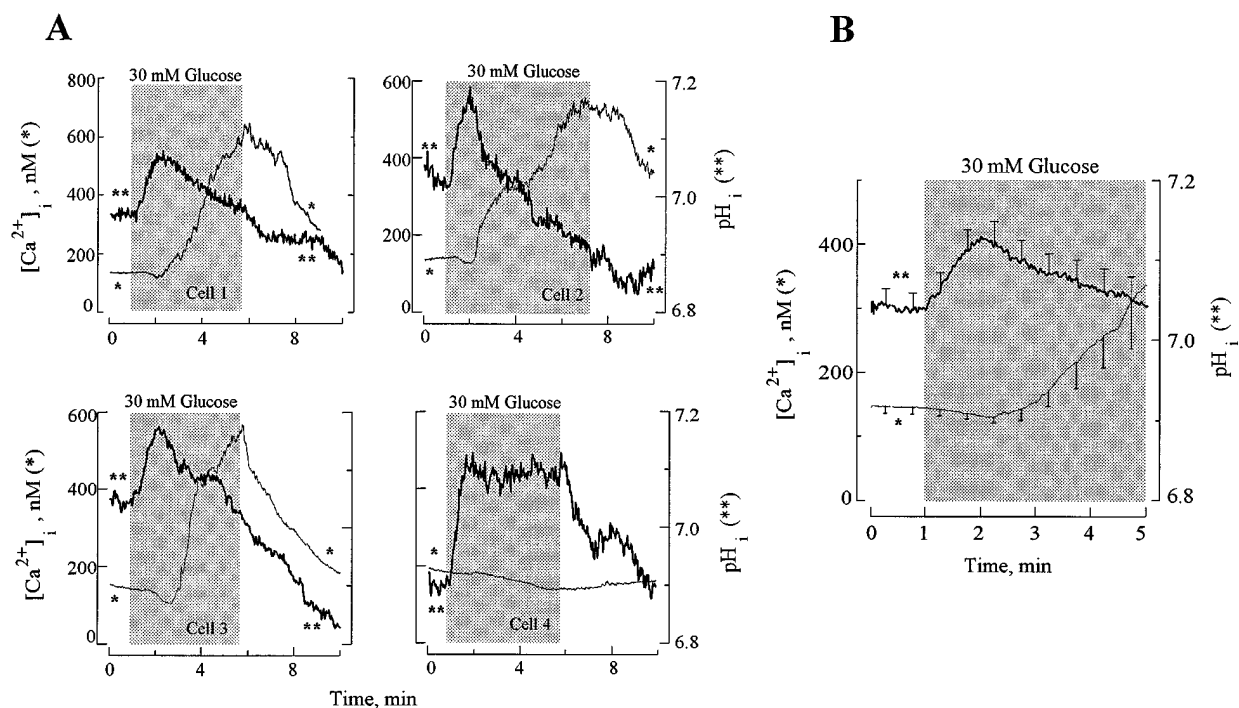 A
B
30 mM Glucose
30 mM Glucose
800
600
400
200
0
600
400
200
0
7.2
7.0
6.8
[Ca2+]i , nM (*)
pHi (**)
**
*
*
**
Cell 1
**
*
*
**
Cell 2
0 4 8
0 4 8
30 mM Glucose
30 mM Glucose
600
400
200
0
7.2
7.0
6.8
[Ca2+]i , nM (*)
pHi (**)
**
*
*
**
Cell 3
*
**
Cell 4
0 4 8
0 4 8
Time, min
30 mM Glucose
400
200
0
7.2
7.0
6.8
[Ca2+]i , nM (*)
pHi (**)
**
*
0 1 2 3 4 5
Time, min